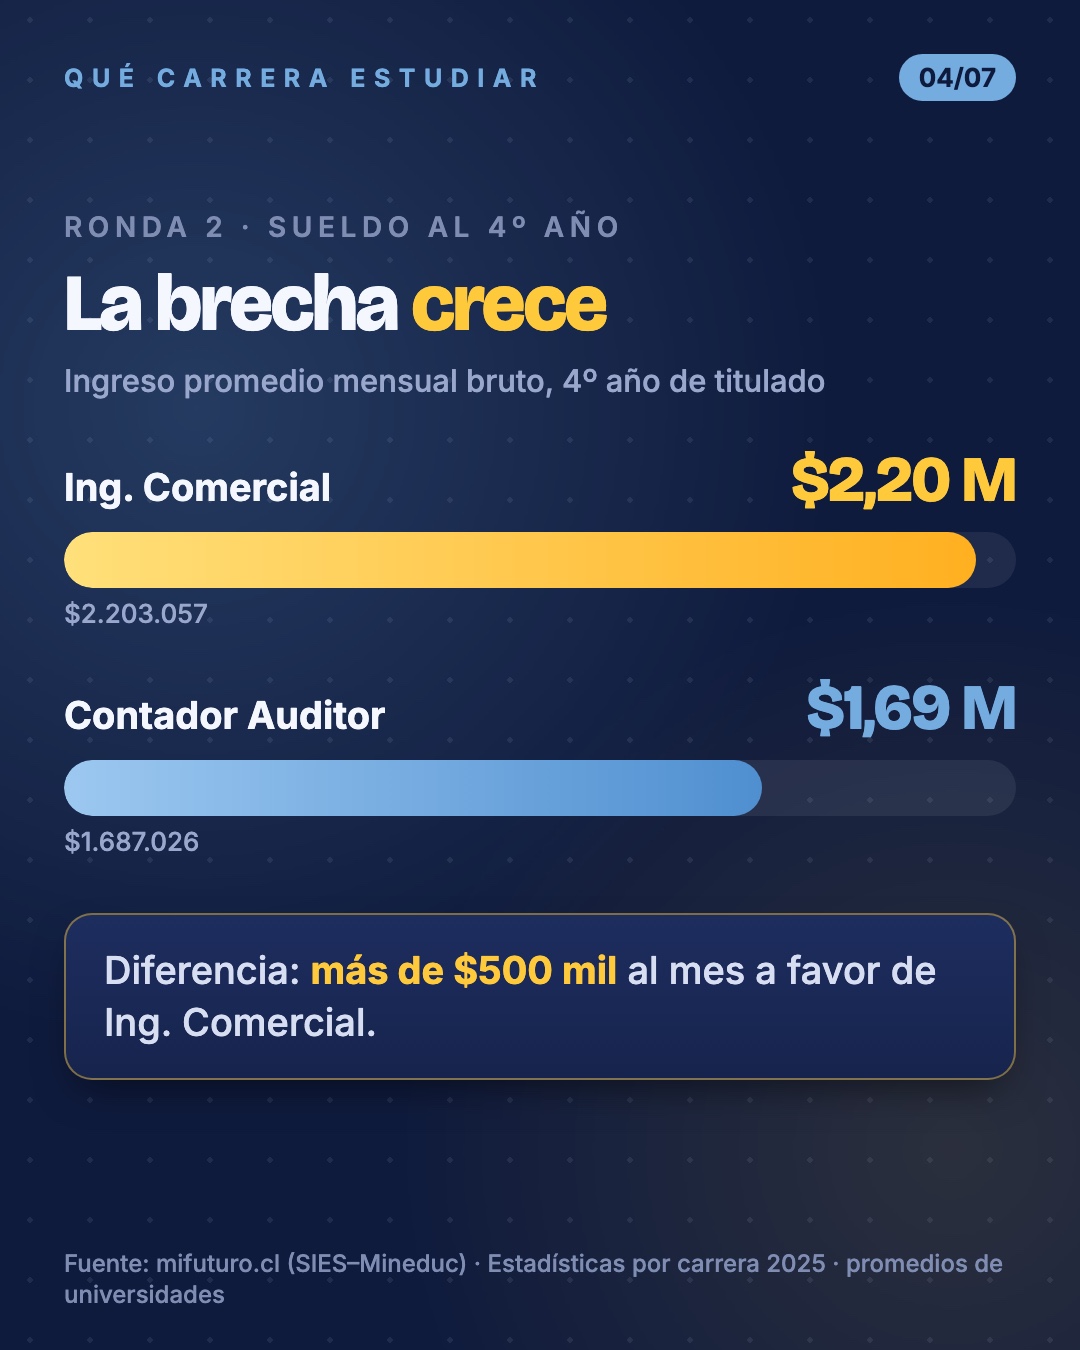 QUÉ CARRERA ESTUDIAR
04/07
RONDA 2 · SUELDO AL 4º AÑO
La brecha crece
Ingreso promedio mensual bruto, 4º año de titulado
Ing. Comercial
$2,20 M
$2.203.057
Contador Auditor
$1,69 M
$1.687.026
Diferencia: más de $500 mil al mes a favor de
Ing. Comercial.
Fuente: mifuturo.cl (SIES–Mineduc) · Estadísticas por carrera 2025 · promedios de
universidades